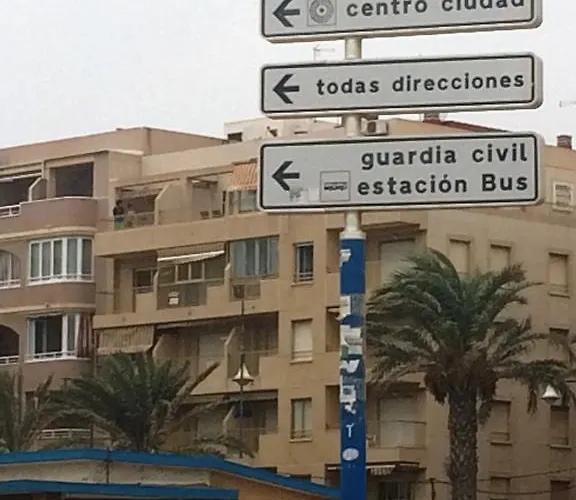 centro ciudad
todas direcciones
guardia civil
estación Bus